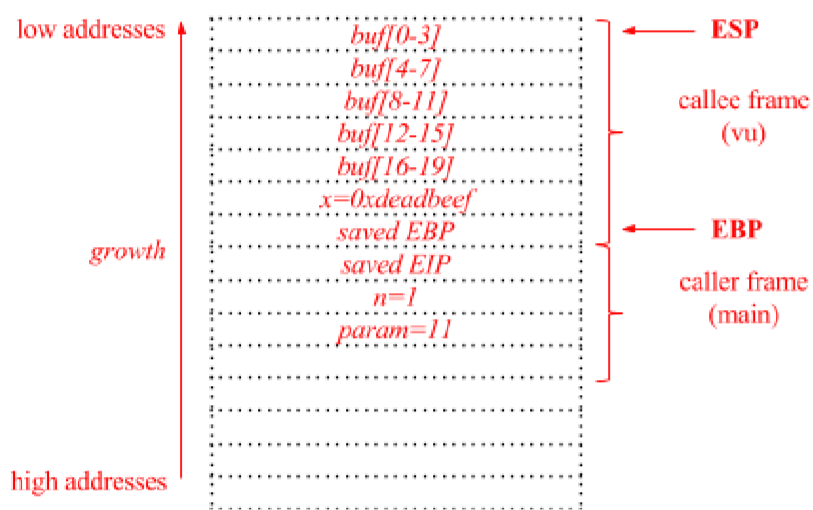 low addresses
buf[0-3]
ESP
buf[4-7]
buf[8-11]
callee frame
(vu)
buf[12-15]
buf[16-19]
x=0xdeadbeef
saved EBP
EBP
growth
saved EIP
caller frame
n=1
(main)
param=11
high addresses